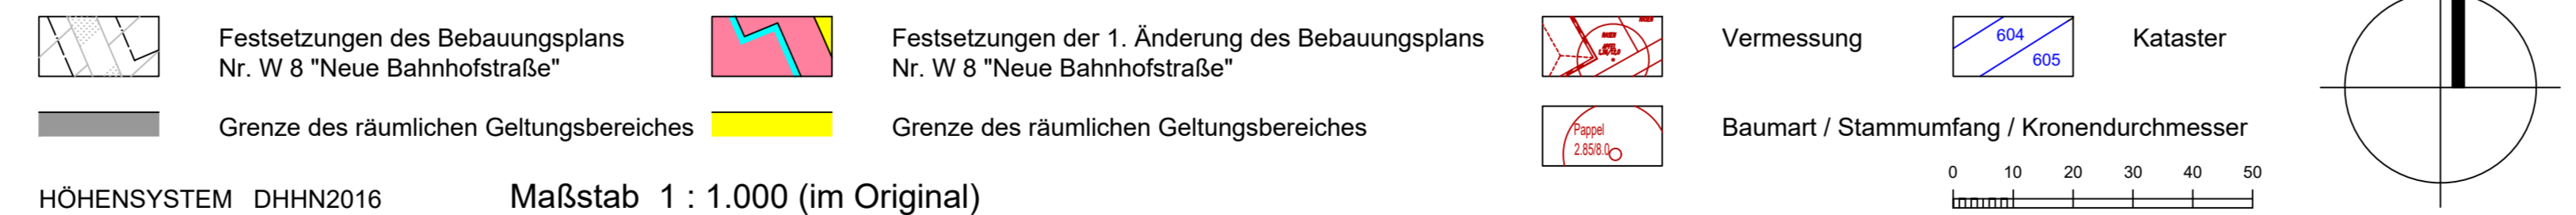 Festsetzungen des Bebauungsplans
Nr. W 8 "Neue Bahnhofstraße"
Festsetzungen der 1. Änderung des Bebauungsplans
Nr. W 8 "Neue Bahnhofstraße"
Vermessung
604
605
Kataster
Grenze des räumlichen Geltungsbereiches
Grenze des räumlichen Geltungsbereiches
Pappel
2.85/8.0
Baumart / Stammumfang / Kronendurchmesser
0 10 20 30 40 50
HÖHENSYSTEM DHHN2016
Maßstab 1 : 1.000 (im Original)